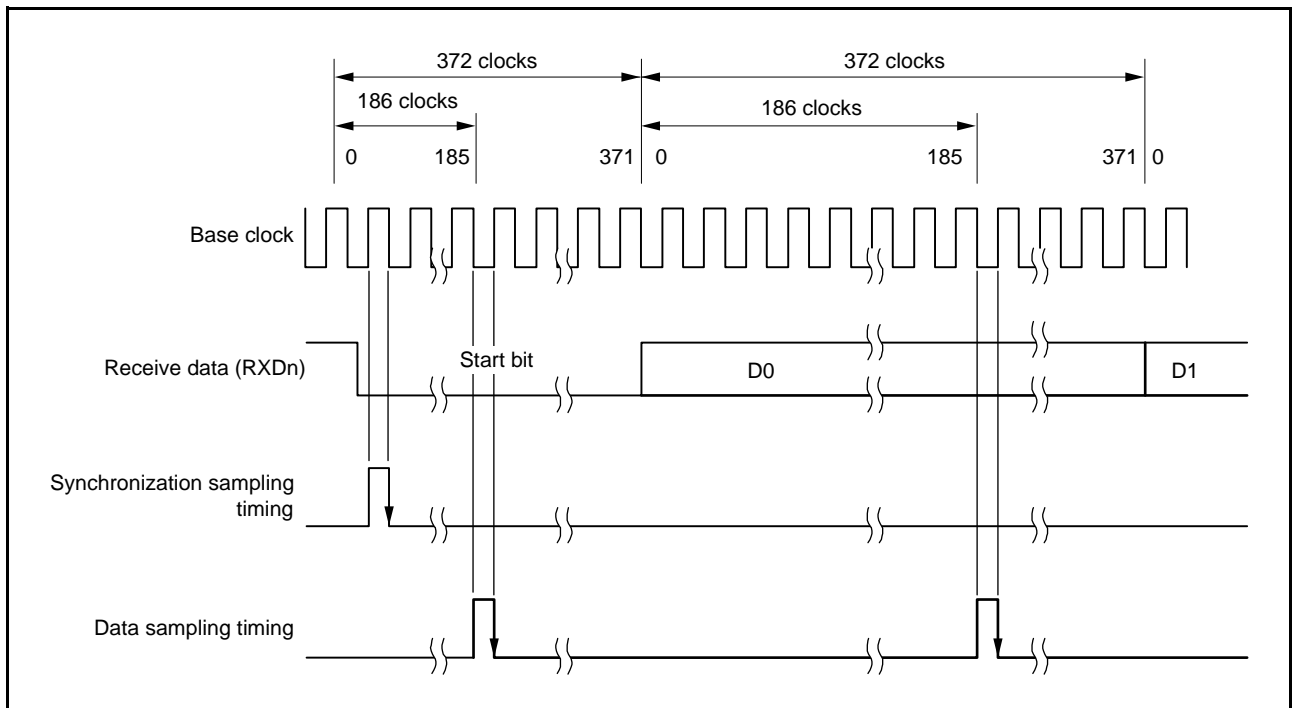 372 clocks 372 clocks
186 clocks 186 clocks
0 185 371 0 185 371 0
Base clock
Receive data (RXDn) Start bit D0 D1
Synchronization sampling
timing
Data sampling timing